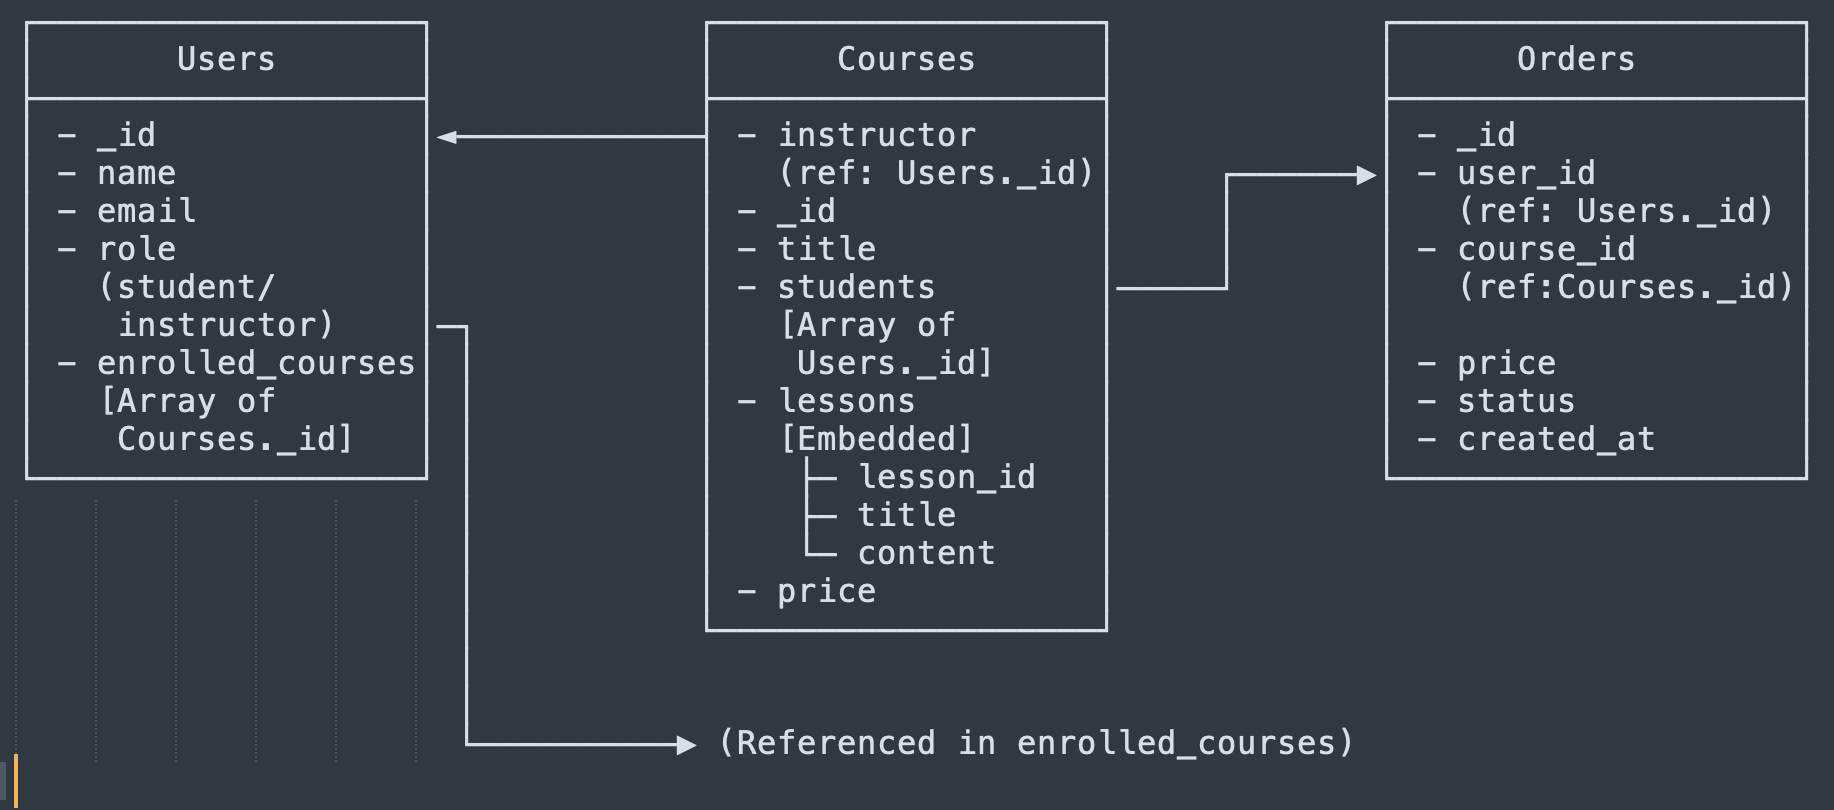 Users
- _id
- name
- email
- role
(student/
instructor)
- enrolled_courses
[Array of
Courses._id]
Courses
- instructor
(ref: Users._id)
- _id
- title
- students
[Array of
Users._id]
- lessons
[Embedded]
├─ lesson_id
├─ title
└─ content
- price
Orders
- _id
- user_id
(ref: Users._id)
- course_id
(ref:Courses._id)
- price
- status
- created_at
(Referenced in enrolled_courses)